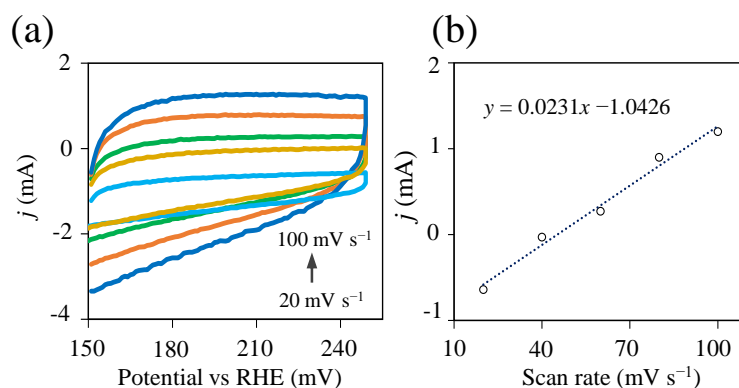 (a)
j (mA)
2
0
-2
-4
100 mV s⁻¹
20 mV s⁻¹
150 180 210 240
Potential vs RHE (mV)
(b)
j (mA)
2
1
0
-1
y = 0.0231x −1.0426
10 40 70 100
Scan rate (mV s⁻¹)